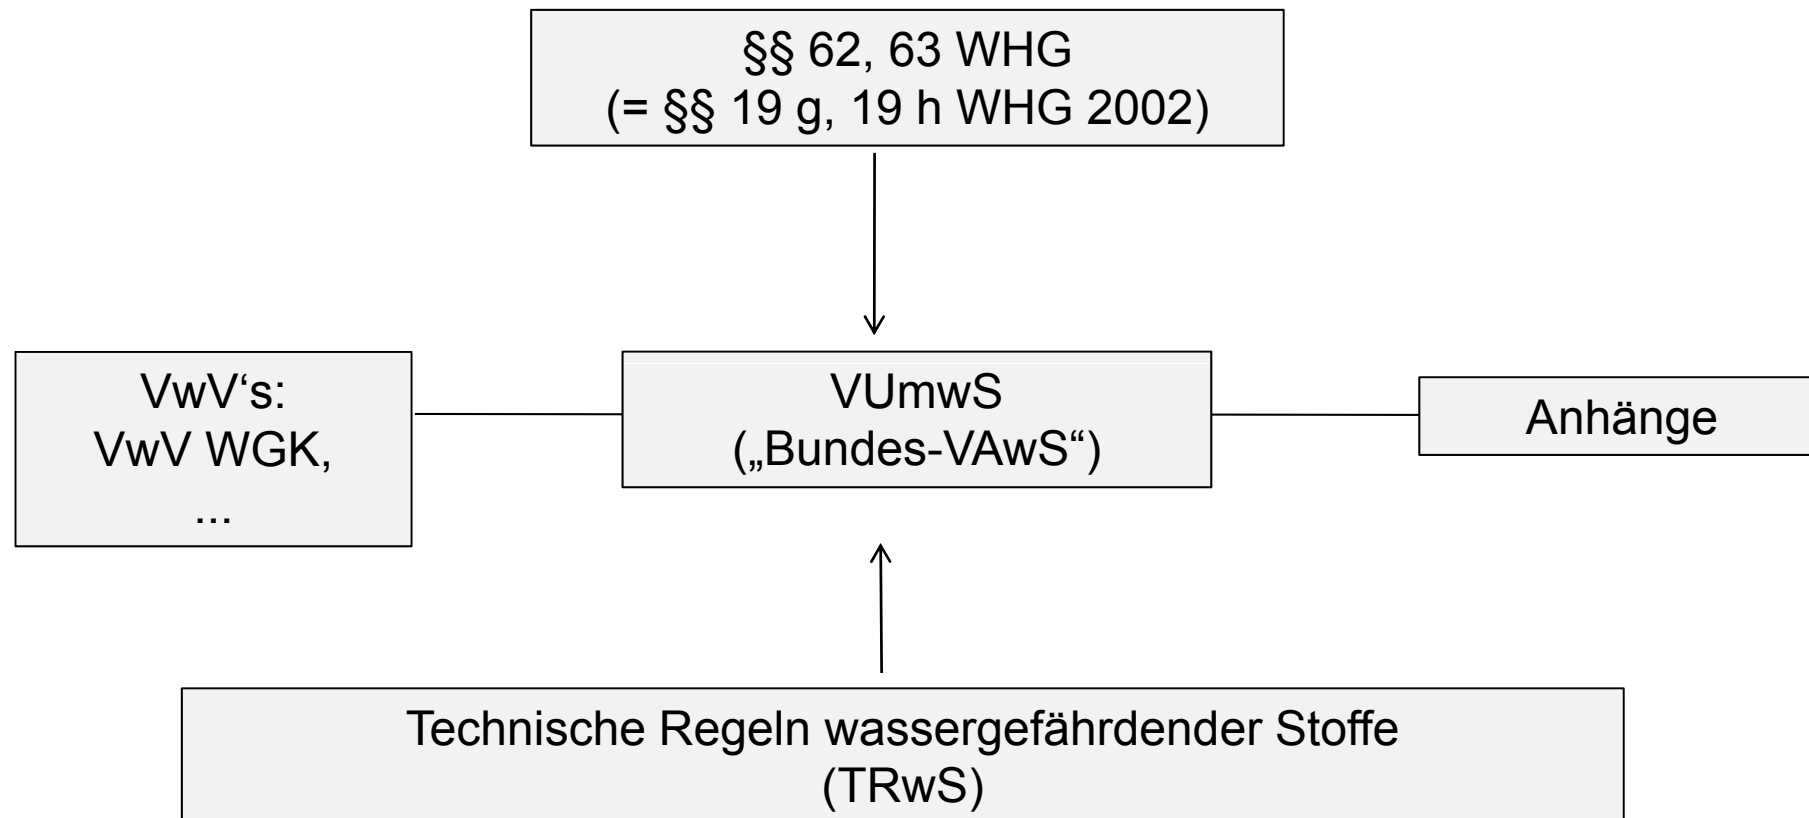 §§ 62, 63 WHG
(= §§ 19 g, 19 h WHG 2002)
VwV‘s:
VwV WGK,
...
VUmwS
(„Bundes-VAwS“)
Anhänge
Technische Regeln wassergefährdender Stoffe
(TRwS)